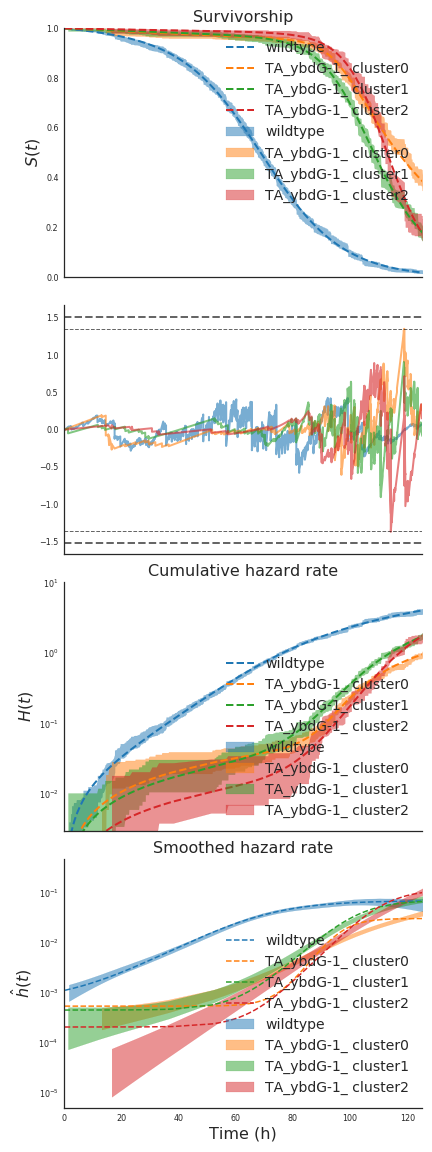 Survivorship
1.0
0.8
0.6
0.4
0.2
0.0
S(t)
wildtype
TA_ybdG-1_ cluster0
TA_ybdG-1_ cluster1
TA_ybdG-1_ cluster2
wildtype
TA_ybdG-1_ cluster0
TA_ybdG-1_ cluster1
TA_ybdG-1_ cluster2
1.5
1.0
0.5
0.0
−0.5
−1.0
−1.5
Cumulative hazard rate
10¹
10⁰
10⁻¹
10⁻²
H(t)
wildtype
TA_ybdG-1_ cluster0
TA_ybdG-1_ cluster1
TA_ybdG-1_ cluster2
wildtype
TA_ybdG-1_ cluster0
TA_ybdG-1_ cluster1
TA_ybdG-1_ cluster2
Smoothed hazard rate
10⁻¹
10⁻²
10⁻³
10⁻⁴
10⁻⁵
ĥ(t)
wildtype
TA_ybdG-1_ cluster0
TA_ybdG-1_ cluster1
TA_ybdG-1_ cluster2
wildtype
TA_ybdG-1_ cluster0
TA_ybdG-1_ cluster1
TA_ybdG-1_ cluster2
0 20 40 60 80 100 120
Time (h)